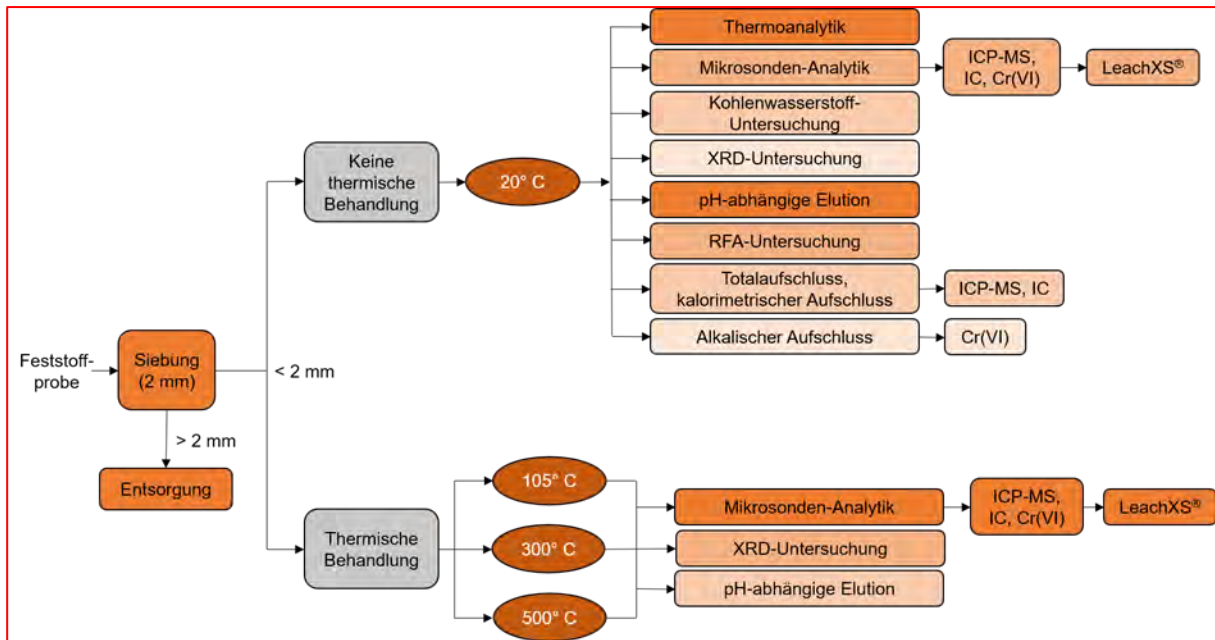 Feststoff-
probe
Siebung
(2 mm)
> 2 mm
Entsorgung
< 2 mm
Keine
thermische
Behandlung
20° C
Thermoanalytik
Mikrosonden-Analytik
ICP-MS,
IC, Cr(VI)
LeachXS®
Kohlenwasserstoff-
Untersuchung
XRD-Untersuchung
pH-abhängige Elution
RFA-Untersuchung
Totalaufschluss,
kalorimetrischer Aufschluss
ICP-MS, IC
Alkalischer Aufschluss
Cr(VI)
Thermische
Behandlung
105° C
300° C
500° C
Mikrosonden-Analytik
ICP-MS,
IC, Cr(VI)
LeachXS®
XRD-Untersuchung
pH-abhängige Elution